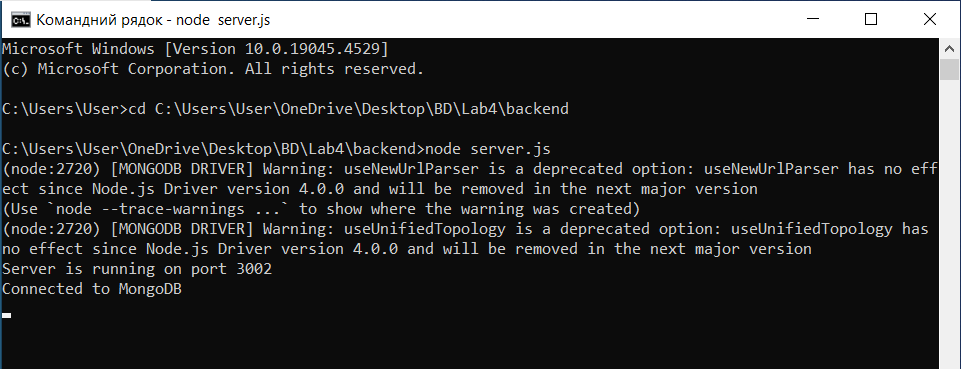 Командний рядок - node  server.js
Microsoft Windows [Version 10.0.19045.4529]
(c) Microsoft Corporation. All rights reserved.
C:\Users\User>cd C:\Users\User\OneDrive\Desktop\BD\Lab4\backend
C:\Users\User\OneDrive\Desktop\BD\Lab4\backend>node server.js
(node:2720) [MONGODB DRIVER] Warning: useNewUrlParser is a deprecated option: useNewUrlParser has no eff
ect since Node.js Driver version 4.0.0 and will be removed in the next major version
(Use `node --trace-warnings ...` to show where the warning was created)
(node:2720) [MONGODB DRIVER] Warning: useUnifiedTopology is a deprecated option: useUnifiedTopology has
no effect since Node.js Driver version 4.0.0 and will be removed in the next major version
Server is running on port 3002
Connected to MongoDB